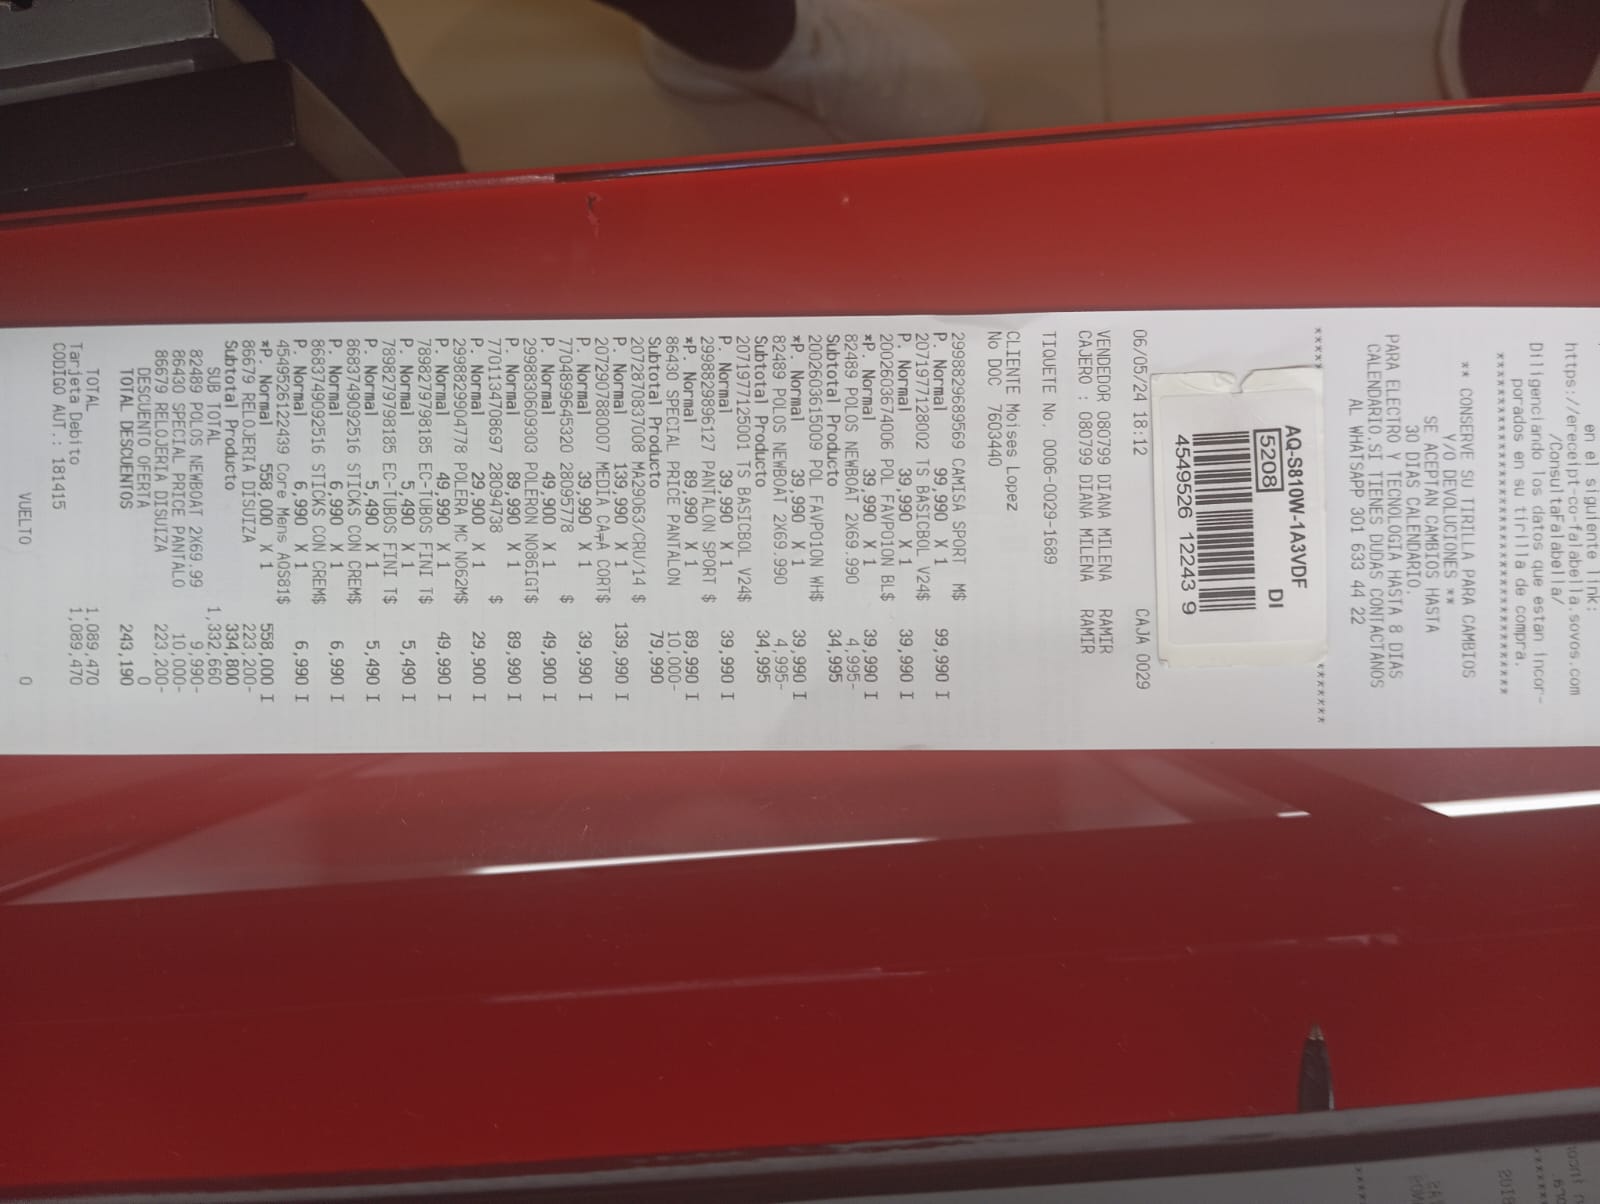 en el siguiente link:
https://ereceipt-co-falabella.sovos.com
/ConsultaFalabella/
Diligenciando los datos que estan incor-
porados en su tirilla de compra.
** CONSERVE SU TIRILLA PARA CAMBIOS
Y/O DEVOLUCIONES **
SE ACEPTAN CAMBIOS HASTA
30 DIAS CALENDARIO.
PARA ELECTRO Y TECNOLOGIA HASTA 8 DIAS
CALENDARIO.SI TIENES DUDAS CONTACTANOS
AL WHATSAPP 301 633 44 22
AQ-S810W-1A3VDF
5208 DI
4549526 122439
06/05/24 18:12 CAJA 0029
VENDEDOR 080799 DIANA MILENA RAMIR
CAJERO : 080799 DIANA MILENA RAMIR
TIQUETE No. 0006-0029-1689
CLIENTE Moises Lopez
No DOC 7603440
2998829689569 CAMISA SPORT M$
P. Normal 99,990 X 1 99,990 I
2071977128002 TS BASICBOL V24$
P. Normal 39,990 X 1 39,990 I
2002603674006 POL FAVPO1ON BL$
*P. Normal 39,990 X 1 39,990 I
82489 POLOS NEWBOAT 2X69.990 4,995-
Subtotal Producto 34,995
2002603615009 POL FAVPO1ON WH$
*P. Normal 39,990 X 1 39,990 I
82489 POLOS NEWBOAT 2X69.990 4,995-
Subtotal Producto 34,995
2071977125001 TS BASICBOL V24$
P. Normal 39,990 X 1 39,990 I
2998829896127 PANTALON SPORT $
*P. Normal 89,990 X 1 89,990 I
86430 SPECIAL PRICE PANTALON 10,000-
Subtotal Producto 79,990
2072870837008 MA29063/CRU/14 $
P. Normal 139,990 X 1 139,990 I
2072907880007 MEDIA CA╤A CORT$
P. Normal 39,990 X 1 39,990 I
7704899645320 28095778 $
P. Normal 49,900 X 1 49,900 I
2998830609303 POLERON NO86IGT$
P. Normal 89,990 X 1 89,990 I
7701134708697 28094738 $
P. Normal 29,900 X 1 29,900 I
2998829904778 POLERA MC NO62M$
P. Normal 49,990 X 1 49,990 I
7898279798185 EC-TUBOS FINI T$
P. Normal 5,490 X 1 5,490 I
7898279798185 EC-TUBOS FINI T$
P. Normal 5,490 X 1 5,490 I
8683749092516 STICKS CON CREM$
P. Normal 6,990 X 1 6,990 I
8683749092516 STICKS CON CREM$
P. Normal 6,990 X 1 6,990 I
4549526122439 Core Mens AQS81$
*P. Normal 558,000 X 1 558,000 I
86679 RELOJERIA DISUIZA 223,200-
Subtotal Producto 334,800
SUB TOTAL 1,332,660
82489 POLOS NEWBOAT 2X69.99 9,990-
86430 SPECIAL PRICE PANTALO 10,000-
86679 RELOJERIA DISUIZA 223,200-
DESCUENTO OFERTA 0
TOTAL DESCUENTOS 243,190
TOTAL 1,089,470
Tarjeta Debito 1,089,470
CODIGO AUT.: 181415
VUELTO 0